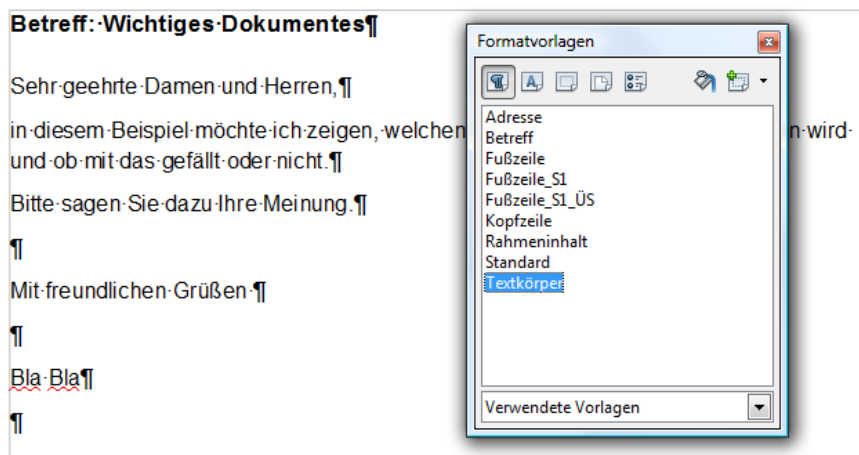 Betreff: Wichtiges Dokumentes¶
Sehr geehrte Damen und Herren,¶
in diesem Beispiel möchte ich zeigen, welchen
n wird
und ob mit das gefällt oder nicht.¶
Bitte sagen Sie dazu Ihre Meinung.¶
¶
Mit freundlichen Grüßen ¶
¶
Bla Bla¶
¶
Formatvorlagen
Adresse
Betreff
Fußzeile
Fußzeile_S1
Fußzeile_S1_ÜS
Kopfzeile
Rahmeninhalt
Standard
Textkörper
Verwendete Vorlagen